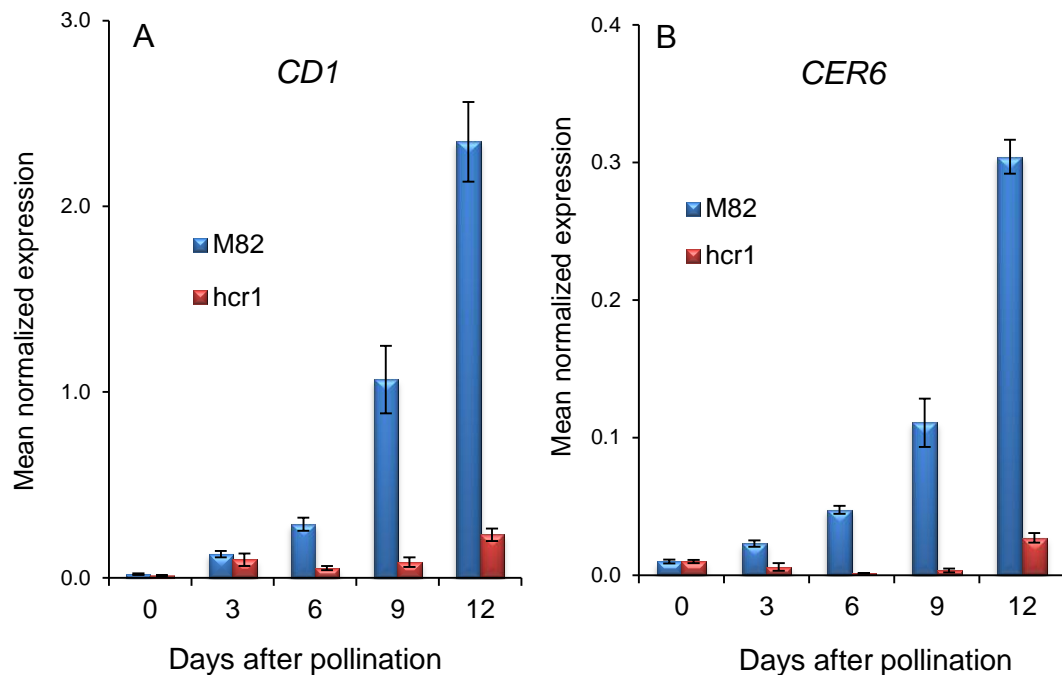 A
CD1
Mean normalized expression
3.0
2.0
1.0
0.0
M82
hcr1
0 3 6 9 12
Days after pollination
B
CER6
Mean normalized expression
0.4
0.3
0.2
0.1
0.0
M82
hcr1
0 3 6 9 12
Days after pollination